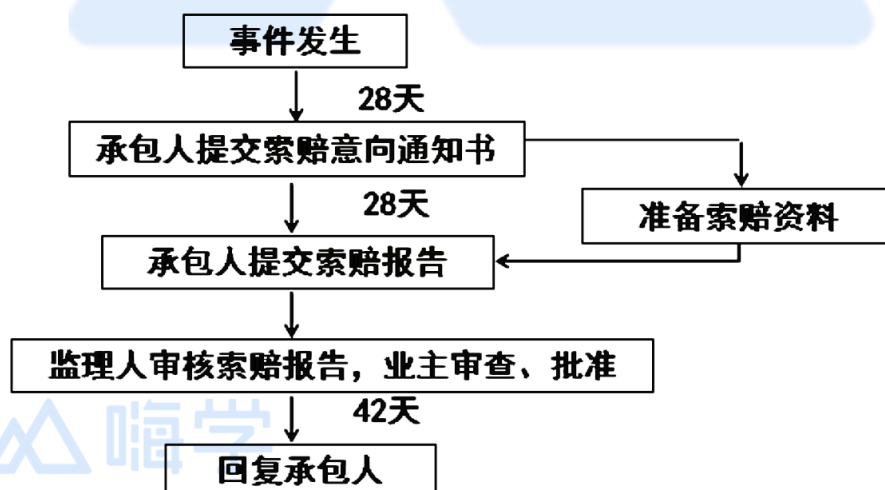 事件发生
28天
承包人提交索赔意向通知书
28天
准备索赔资料
承包人提交索赔报告
监理人审核索赔报告，业主审查、批准
42天
嗨学
回复承包人